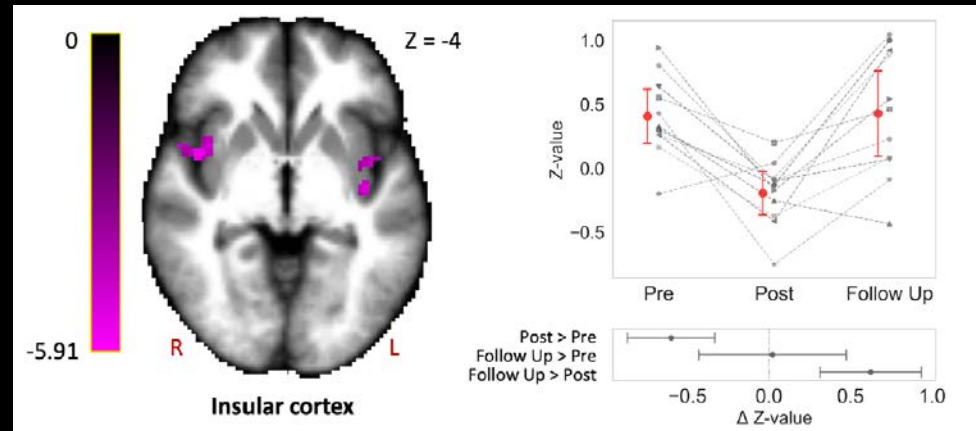 0
Z = -4
-5.91
R
L
Insular cortex
1.0
0.5
0.0
−0.5
Z-value
Pre
Post
Follow Up
Post > Pre
Follow Up > Pre
Follow Up > Post
−0.5
0.0
0.5
1.0
Δ Z-value